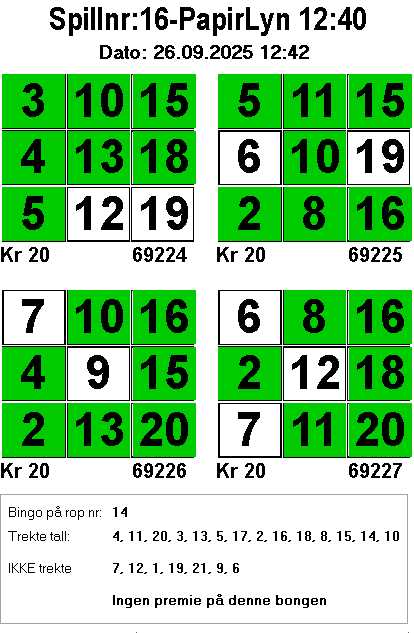 Spillnr:16-PapirLyn 12:40
Dato: 26.09.2025 12:42
3 10 15 5 11 15
4 13 18 6 10 19
5 12 19 2 8 16
Kr 20 69224 Kr 20 69225
7 10 16 6 8 16
4 9 15 2 12 18
2 13 20 7 11 20
Kr 20 69226 Kr 20 69227
Bingo på rop nr: 14
Trekte tall: 4, 11, 20, 3, 13, 5, 17, 2, 16, 18, 8, 15, 14, 10
IKKE trekte 7, 12, 1, 19, 21, 9, 6
Ingen premie på denne bongen